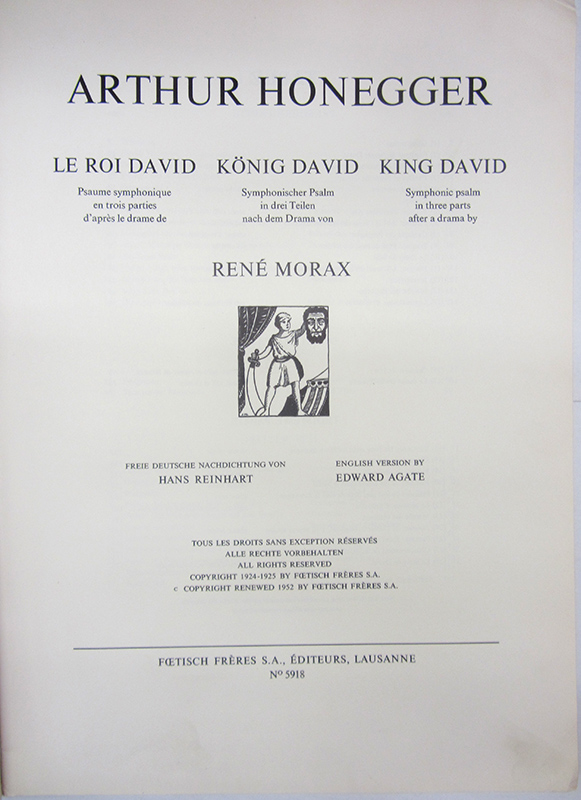 ARTHUR HONEGGER
LE ROI DAVID
Psaume symphonique
en trois parties
d'après le drame de
KÖNIG DAVID
Symphonischer Psalm
in drei Teilen
nach dem Drama von
KING DAVID
Symphonic psalm
in three parts
after a drama by
RENÉ MORAX
FREIE DEUTSCHE NACHDICHTUNG VON
HANS REINHART
ENGLISH VERSION BY
EDWARD AGATE
TOUS LES DROITS SANS EXCEPTION RÉSERVÉS
ALLE RECHTE VORBEHALTEN
ALL RIGHTS RESERVED
COPYRIGHT 1924-1925 BY FŒTISCH FRÈRES S.A.
© COPYRIGHT RENEWED 1952 BY FŒTISCH FRÈRES S.A.
FŒTISCH FRÈRES S.A., ÉDITEURS, LAUSANNE
Nº 5918